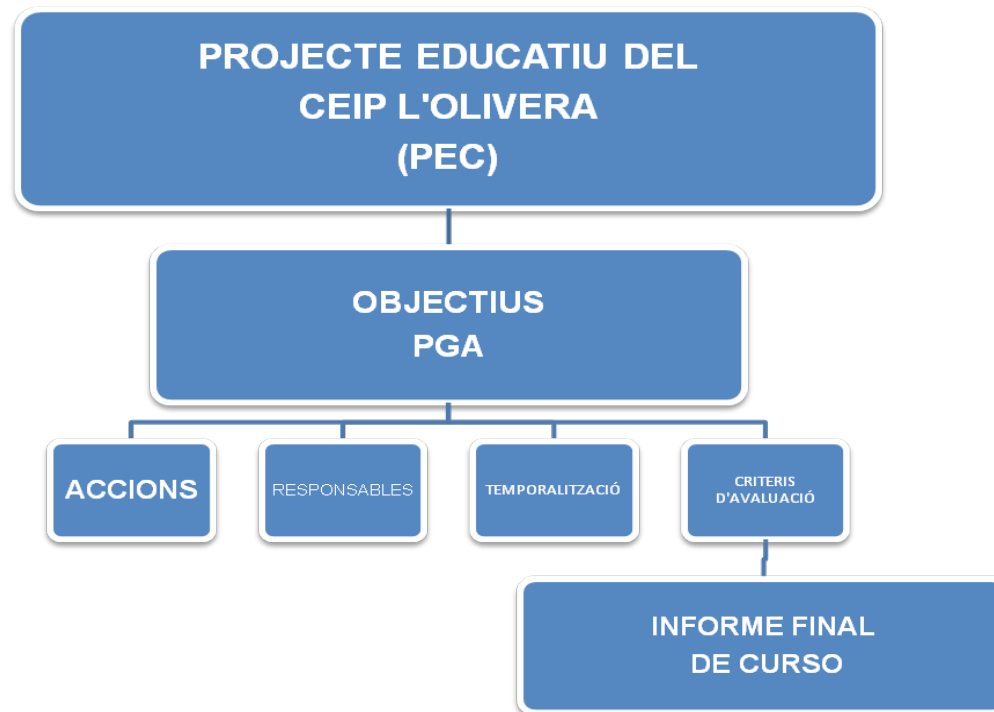 PROJECTE EDUCATIU DEL
CEIP L'OLIVERA
(PEC)
OBJECTIUS
PGA
ACCIONS
RESPONSABLES
TEMPORALITZACIÓ
CRITERIS
D'AVALUACIÓ
INFORME FINAL
DE CURSO